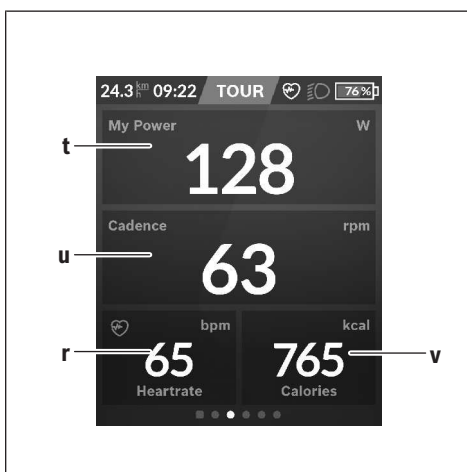 24.3 km/h 09:22 TOUR 76 %
My Power W
t 128
Cadence rpm
u 63
bpm kcal
r 65 765 v
Heartrate Calories